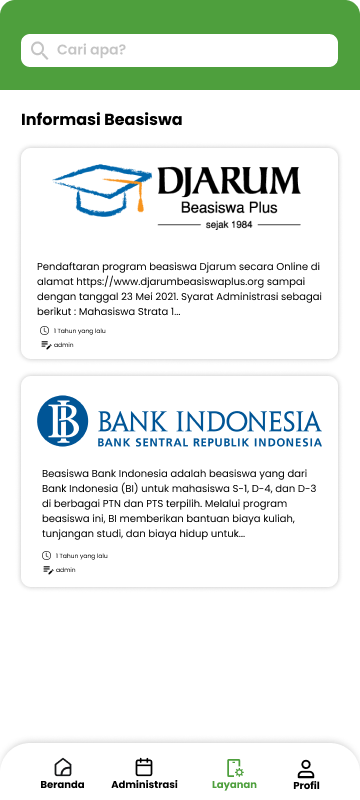 Cari apa?
Informasi Beasiswa
DJARUM
Beasiswa Plus
sejak 1984
Pendaftaran program beasiswa Djarum secara Online di
alamat https://www.djarumbeasiswaplus.org sampai
dengan tanggal 23 Mei 2021. Syarat Administrasi sebagai
berikut : Mahasiswa Strata 1...
1 Tahun yang lalu
admin
BI
BANK INDONESIA
BANK SENTRAL REPUBLIK INDONESIA
Beasiswa Bank Indonesia adalah beasiswa yang dari
Bank Indonesia (BI) untuk mahasiswa S-1, D-4, dan D-3
di berbagai PTN dan PTS terpilih. Melalui program
beasiswa ini, BI memberikan bantuan biaya kuliah,
tunjangan studi, dan biaya hidup untuk...
1 Tahun yang lalu
admin
Beranda Administrasi Layanan Profil